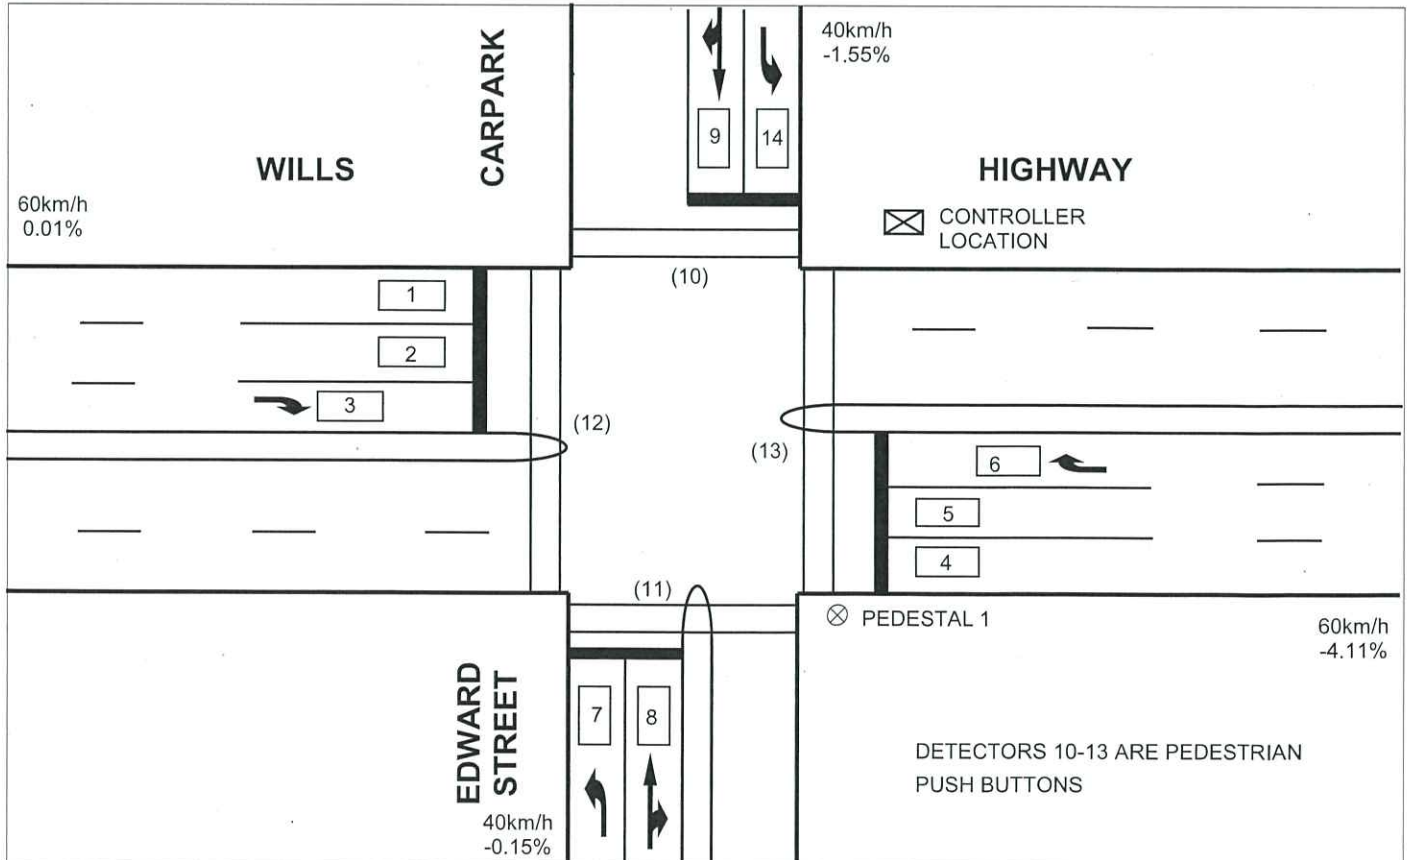 40km/h
-1.55%
CARPARK
9
14
WILLS
HIGHWAY
60km/h
0.01%
CONTROLLER
LOCATION
(10)
1
2
3
(12)
(13)
6
5
4
(11)
PEDESTAL 1
60km/h
-4.11%
EDWARD
STREET
7
8
DETECTORS 10-13 ARE PEDESTRIAN
PUSH BUTTONS
40km/h
-0.15%